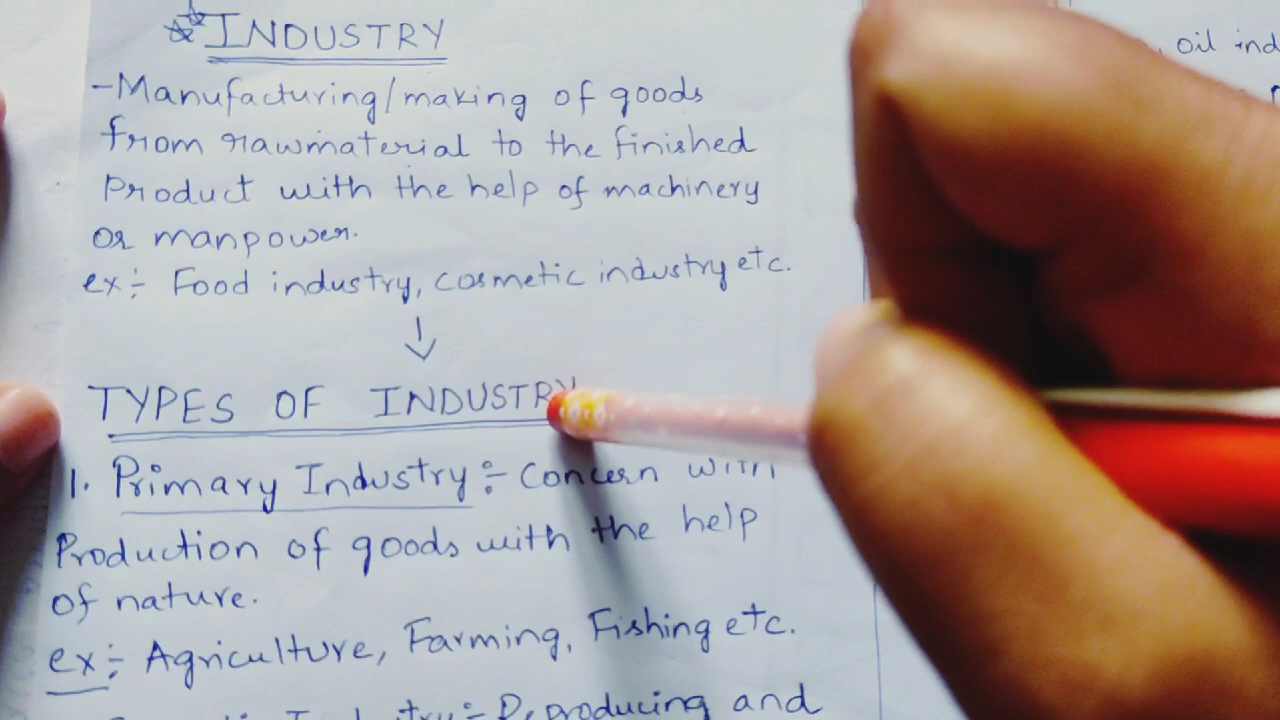 INDUSTRY
- Manufacturing/making of goods
from rawmaterial to the finished
Product with the help of machinery
or manpower.
ex:- Food industry, cosmetic industry etc.
↓
TYPES OF INDUSTRY
1. Primary Industry :- Concern with
Production of goods with the help
of nature.
ex:- Agriculture, Farming, Fishing etc.
:- Reproducing and
oil ind